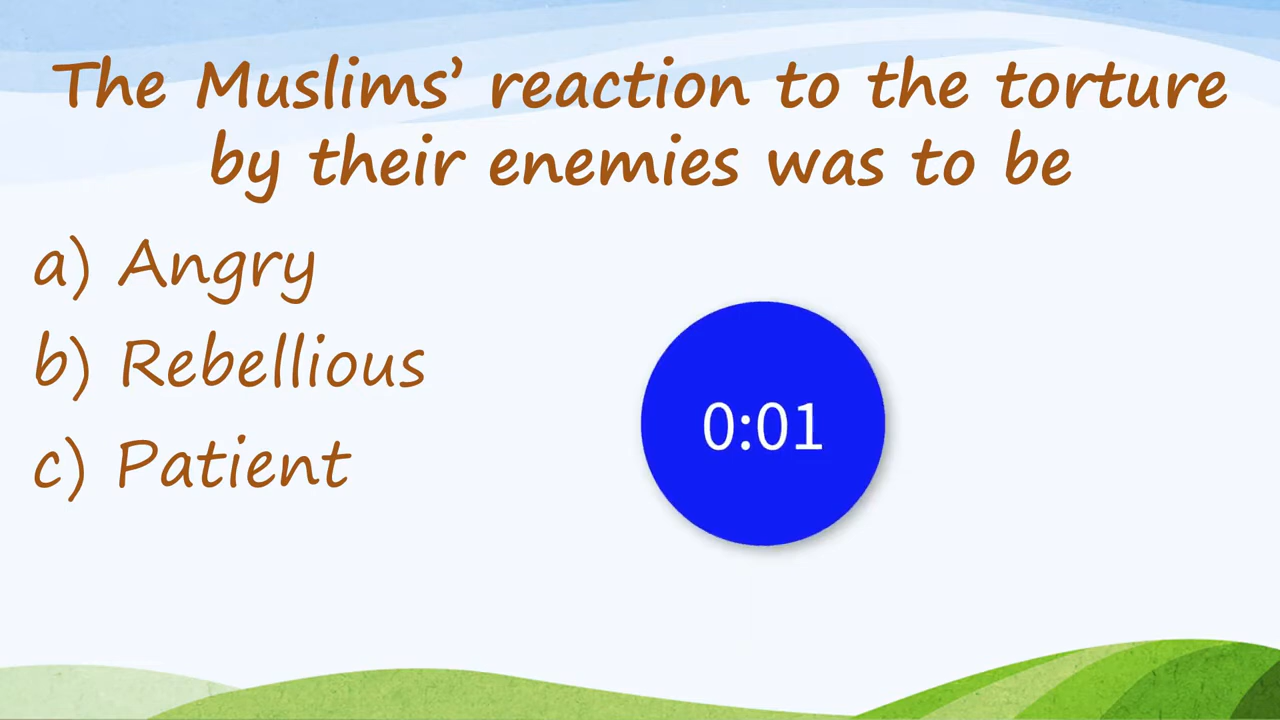 The Muslims’ reaction to the torture
by their enemies was to be
a) Angry
b) Rebellious
c) Patient
0:01